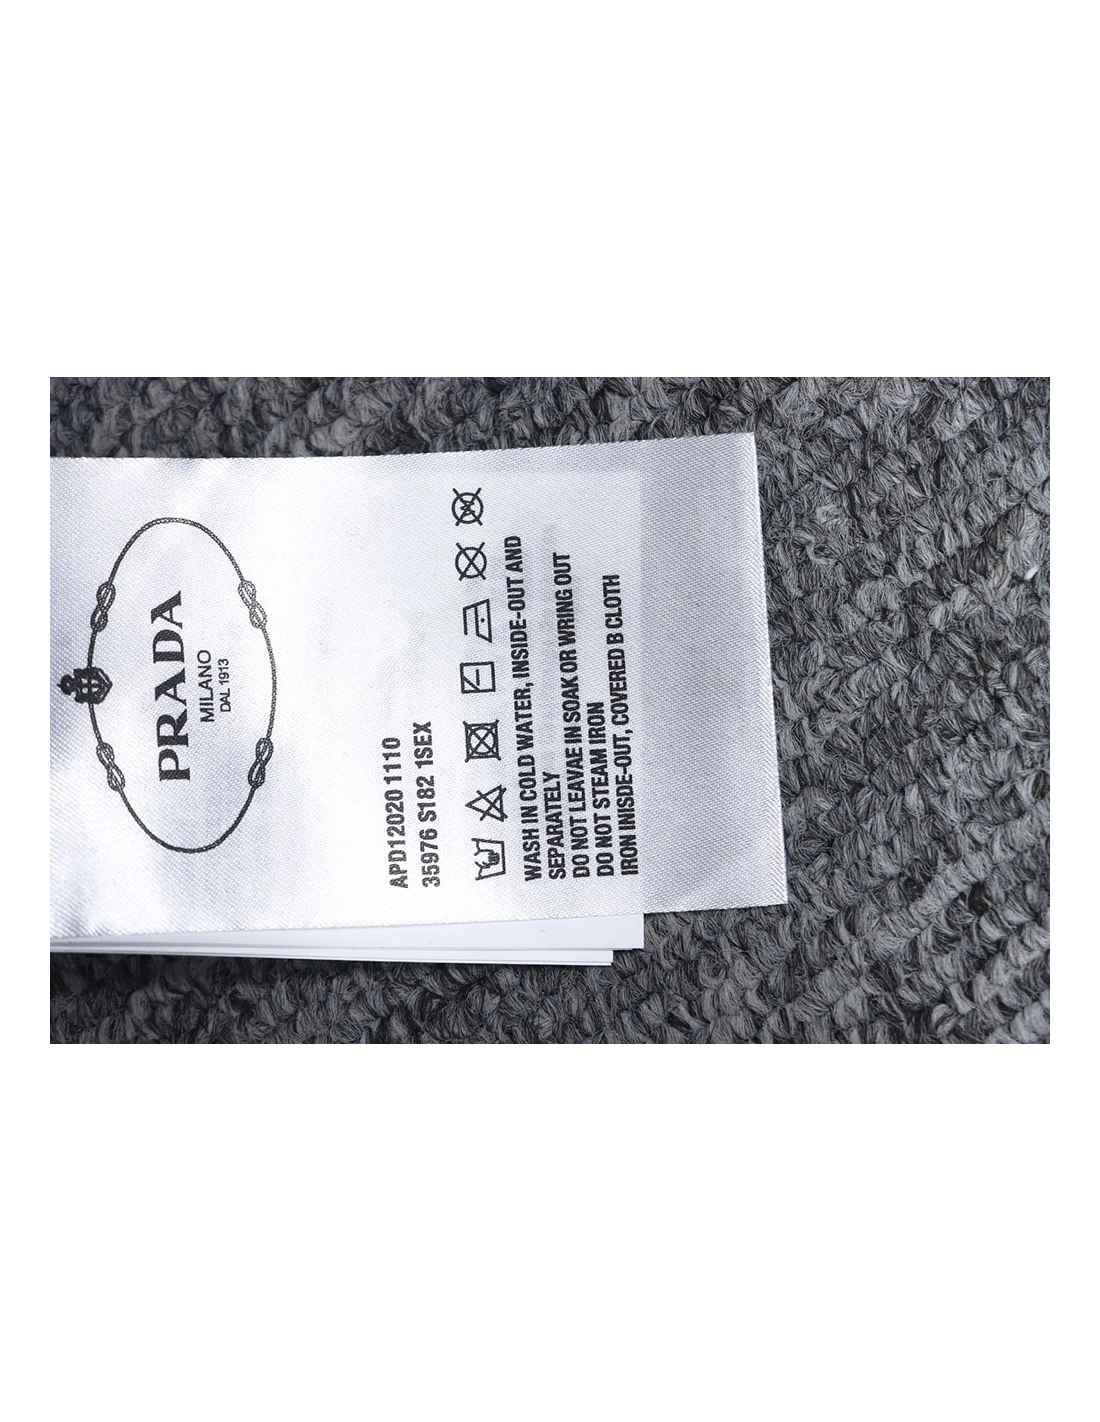 PRADA
MILANO
DAL 1913
APD12020 1110
35976 S182 1SEX
WASH IN COLD WATER, INSIDE-OUT AND
SEPARATELY
DO NOT LEAVAE IN SOAK OR WRING OUT
DO NOT STEAM IRON
IRON INISDE-OUT, COVERED B CLOTH